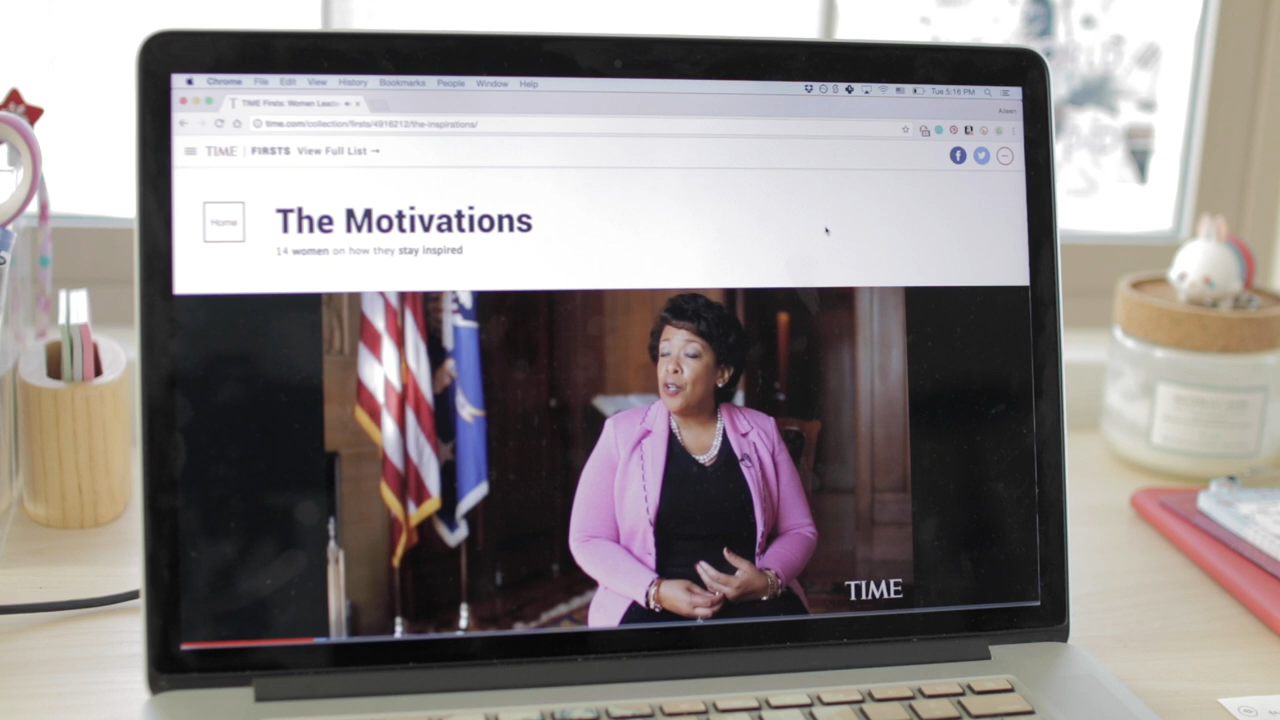 Chrome File Edit View History Bookmarks People Window Help Tue 5:16 PM
TIME Firsts: Women Leade
Aileen
time.com/collection/firsts/4916212/the-inspirations/
TIME | FIRSTS View Full List →
Home
The Motivations
14 women on how they stay inspired
TIME